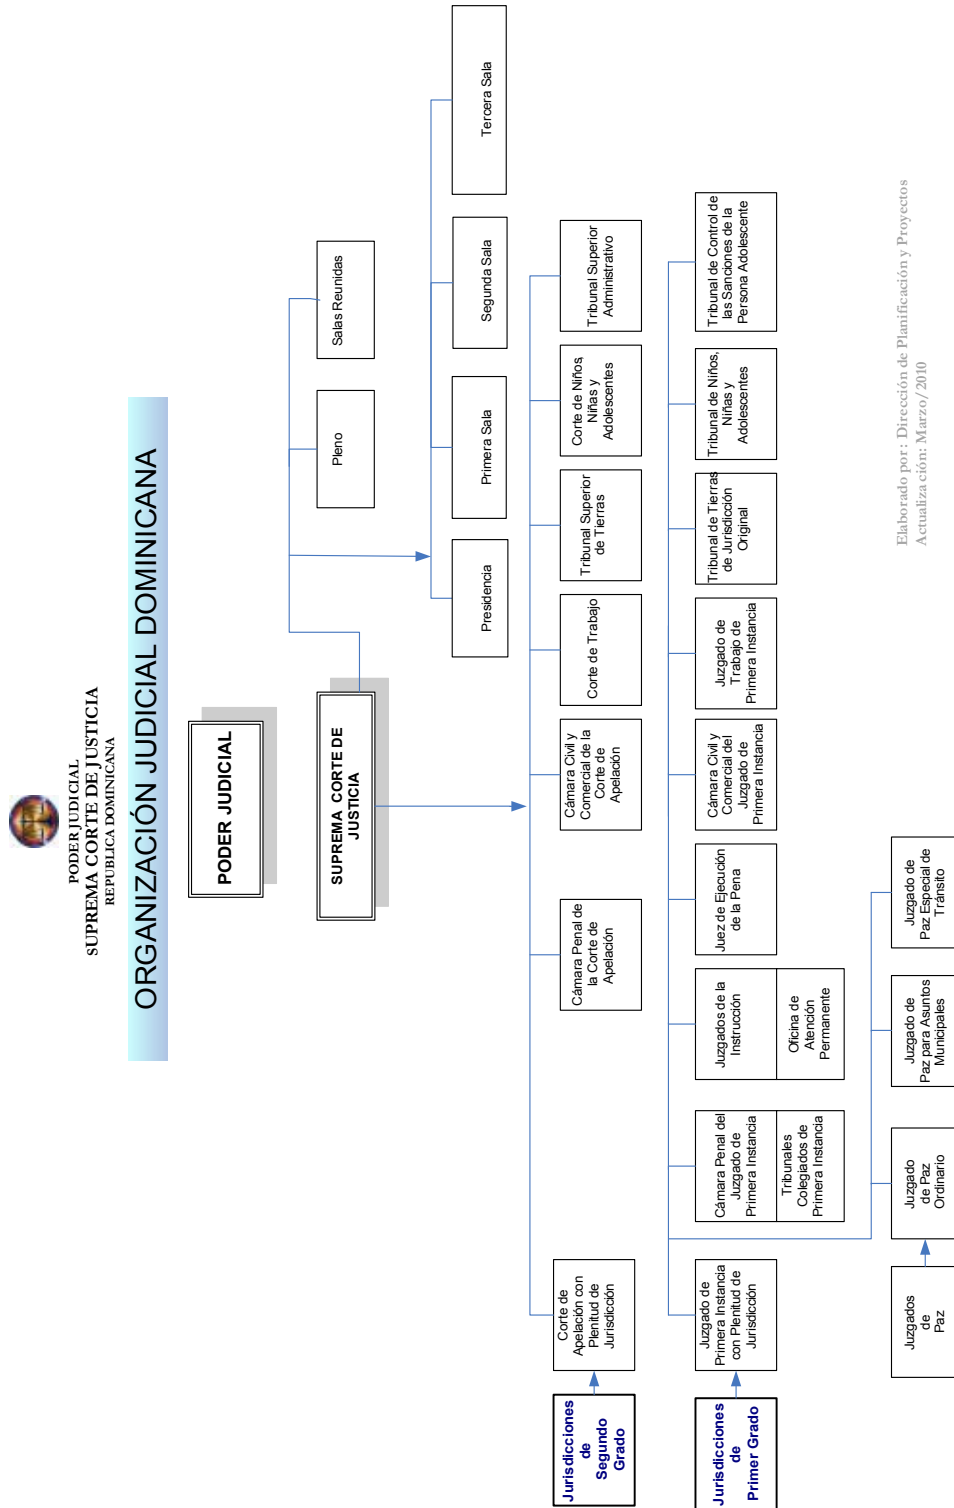 PODER JUDICIAL
SUPREMA CORTE DE JUSTICIA
REPUBLICA DOMINICANA
ORGANIZACIÓN JUDICIAL DOMINICANA
PODER JUDICIAL
SUPREMA CORTE DE
JUSTICIA
Pleno
Salas Reunidas
Presidencia
Primera Sala
Segunda Sala
Tercera Sala
Jurisdicciones
de
Segundo
Grado
Corte de
Apelación con
Plenitud de
Jurisdicción
Cámara Penal de
la Corte de
Apelación
Cámara Civil y
Comercial de la
Corte de
Apelación
Corte de Trabajo
Tribunal Superior
de Tierras
Corte de Niños,
Niñas y
Adolescentes
Tribunal Superior
Administrativo
Jurisdicciones
de
Primer Grado
Juzgado de
Primera Instancia
con Plenitud de
Jurisdicción
Cámara Penal del
Juzgado de
Primera Instancia
Tribunales
Colegiados de
Primera Instancia
Juzgados de la
Instrucción
Oficina de
Atención
Permanente
Juez de Ejecución
de la Pena
Cámara Civil y
Comercial del
Juzgado de
Primera Instancia
Juzgado de
Trabajo de
Primera Instancia
Tribunal de Tierras
de Jurisdicción
Original
Tribunal de Niños,
Niñas y
Adolescentes
Tribunal de Control de
las Sanciones de la
Persona Adolescente
Juzgados
de
Paz
Juzgado
de Paz
Ordinario
Juzgado de
Paz para Asuntos
Municipales
Juzgado de
Paz Especial de
Tránsito
Elaborado por : Dirección de Planificación y Proyectos
Actualización: Marzo/2010